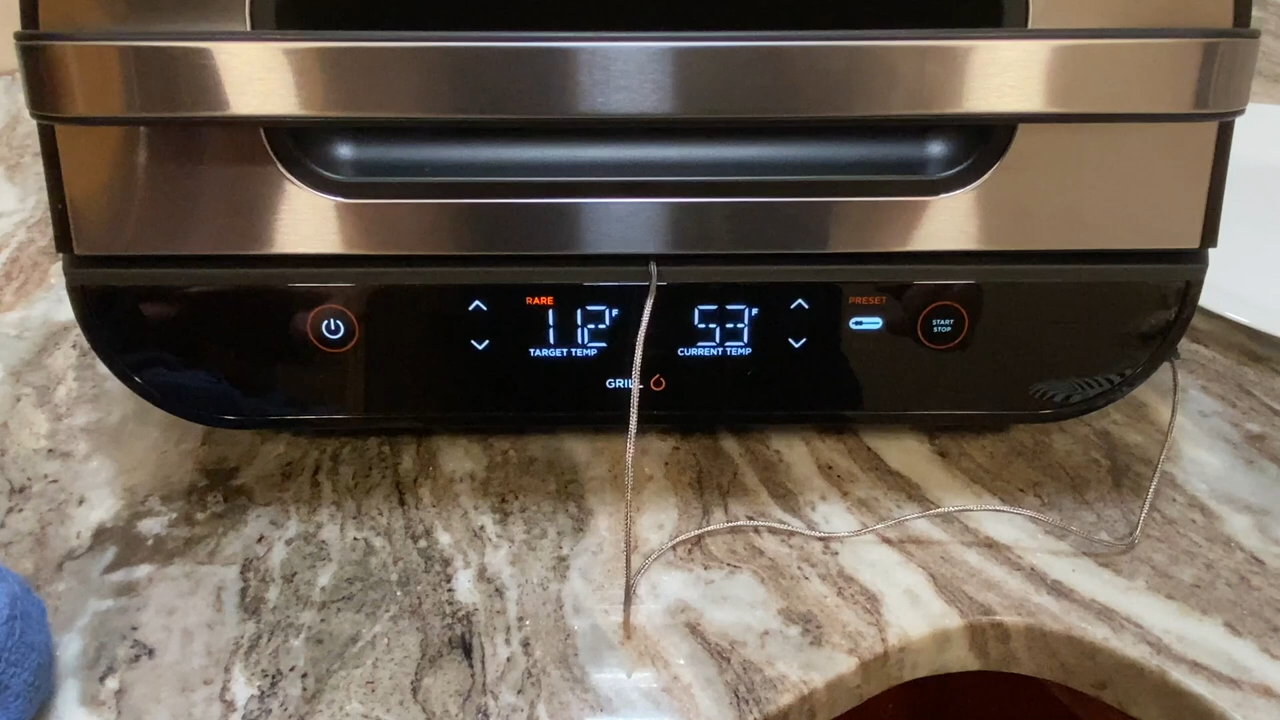 RARE
112°F
TARGET TEMP
53°F
CURRENT TEMP
GRILL
PRESET
START
STOP